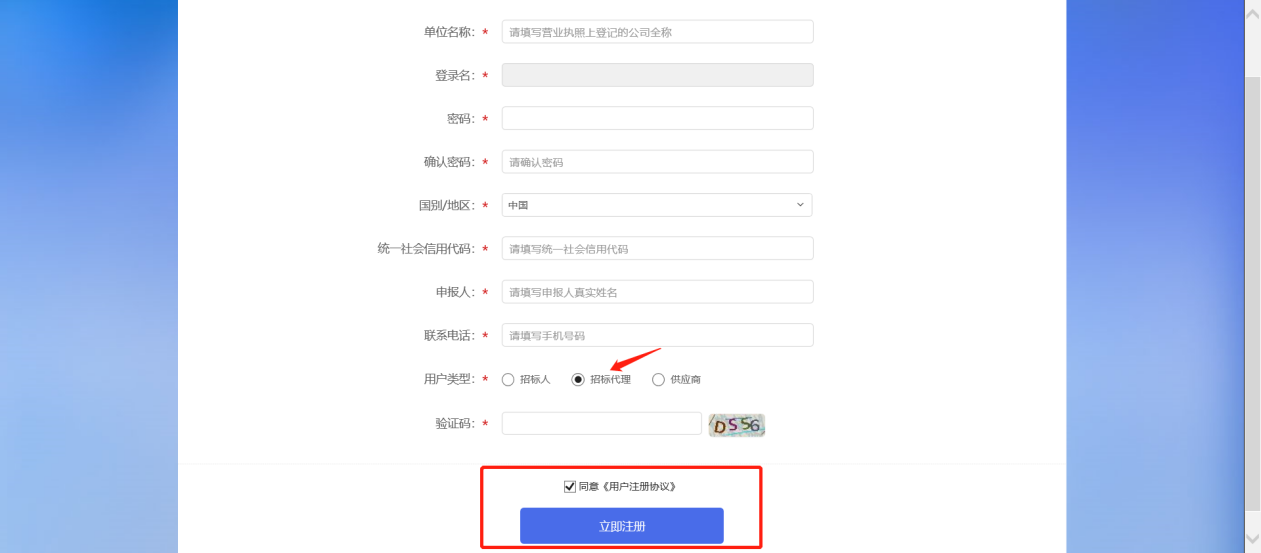 单位名称：* 请填写营业执照上登记的公司全称
登录名：*
密码：*
确认密码：* 请确认密码
国别/地区：* 中国
统一社会信用代码：* 请填写统一社会信用代码
申报人：* 请填写申报人真实姓名
联系电话：* 请填写手机号码
用户类型：* 招标人 招标代理 供应商
验证码：* D556
同意《用户注册协议》
立即注册